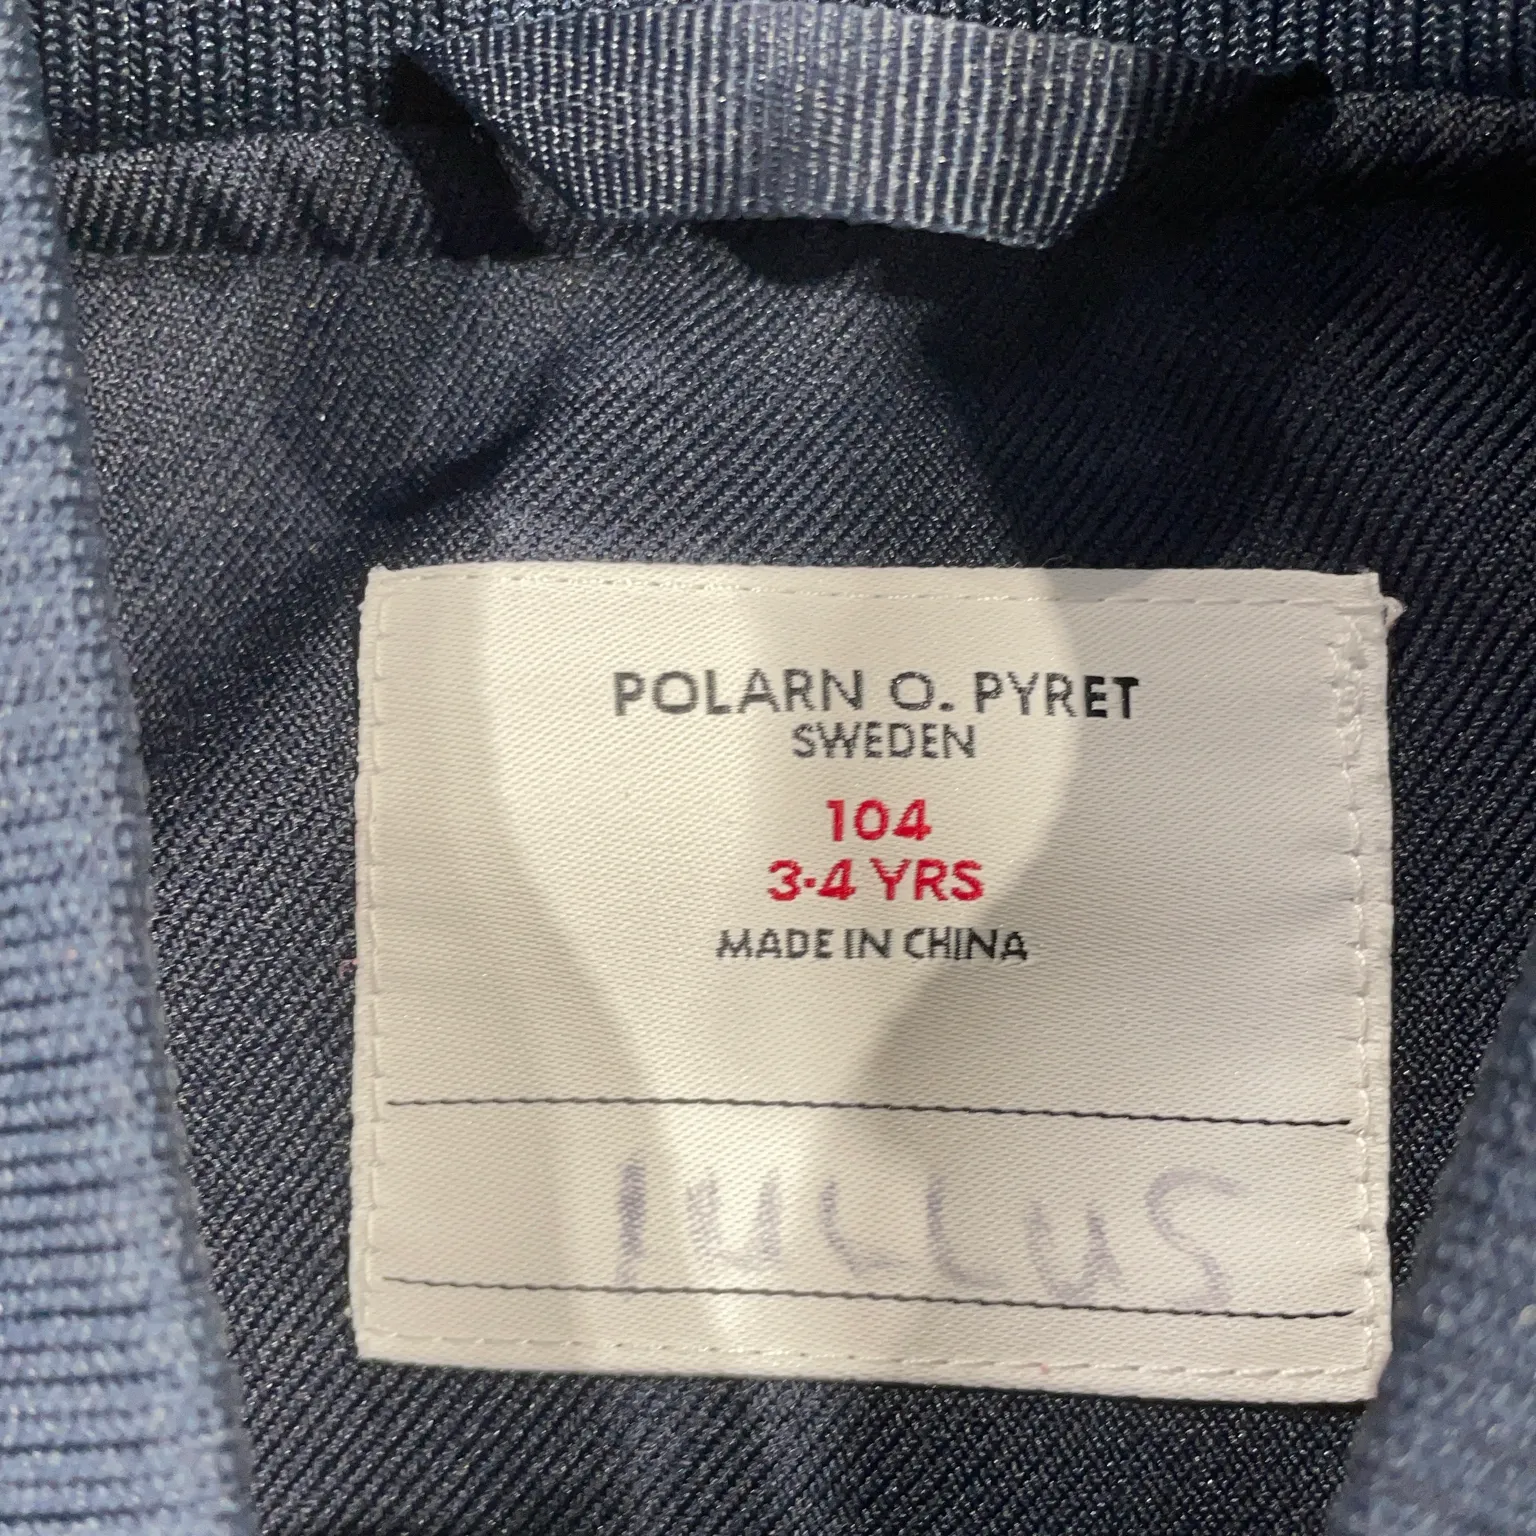 POLARN O. PYRET
SWEDEN
104
3-4 YRS
MADE IN CHINA